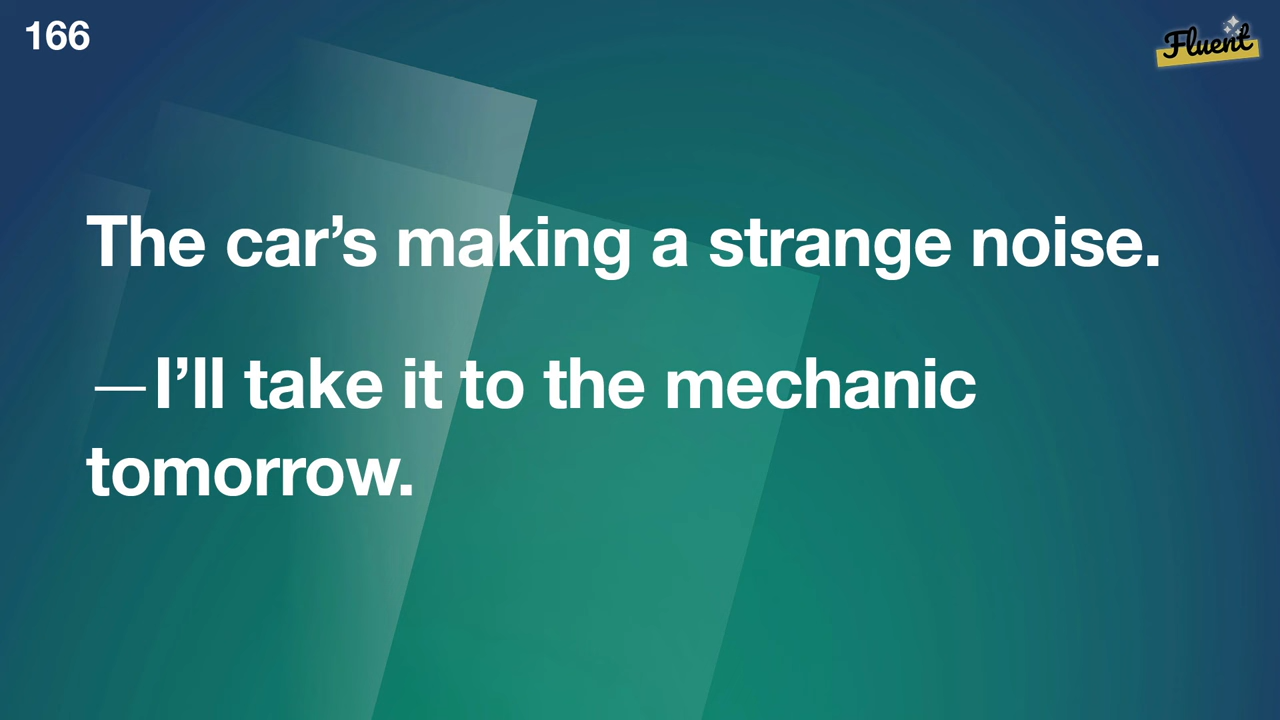 166
Fluent
The car’s making a strange noise.
—I’ll take it to the mechanic
tomorrow.